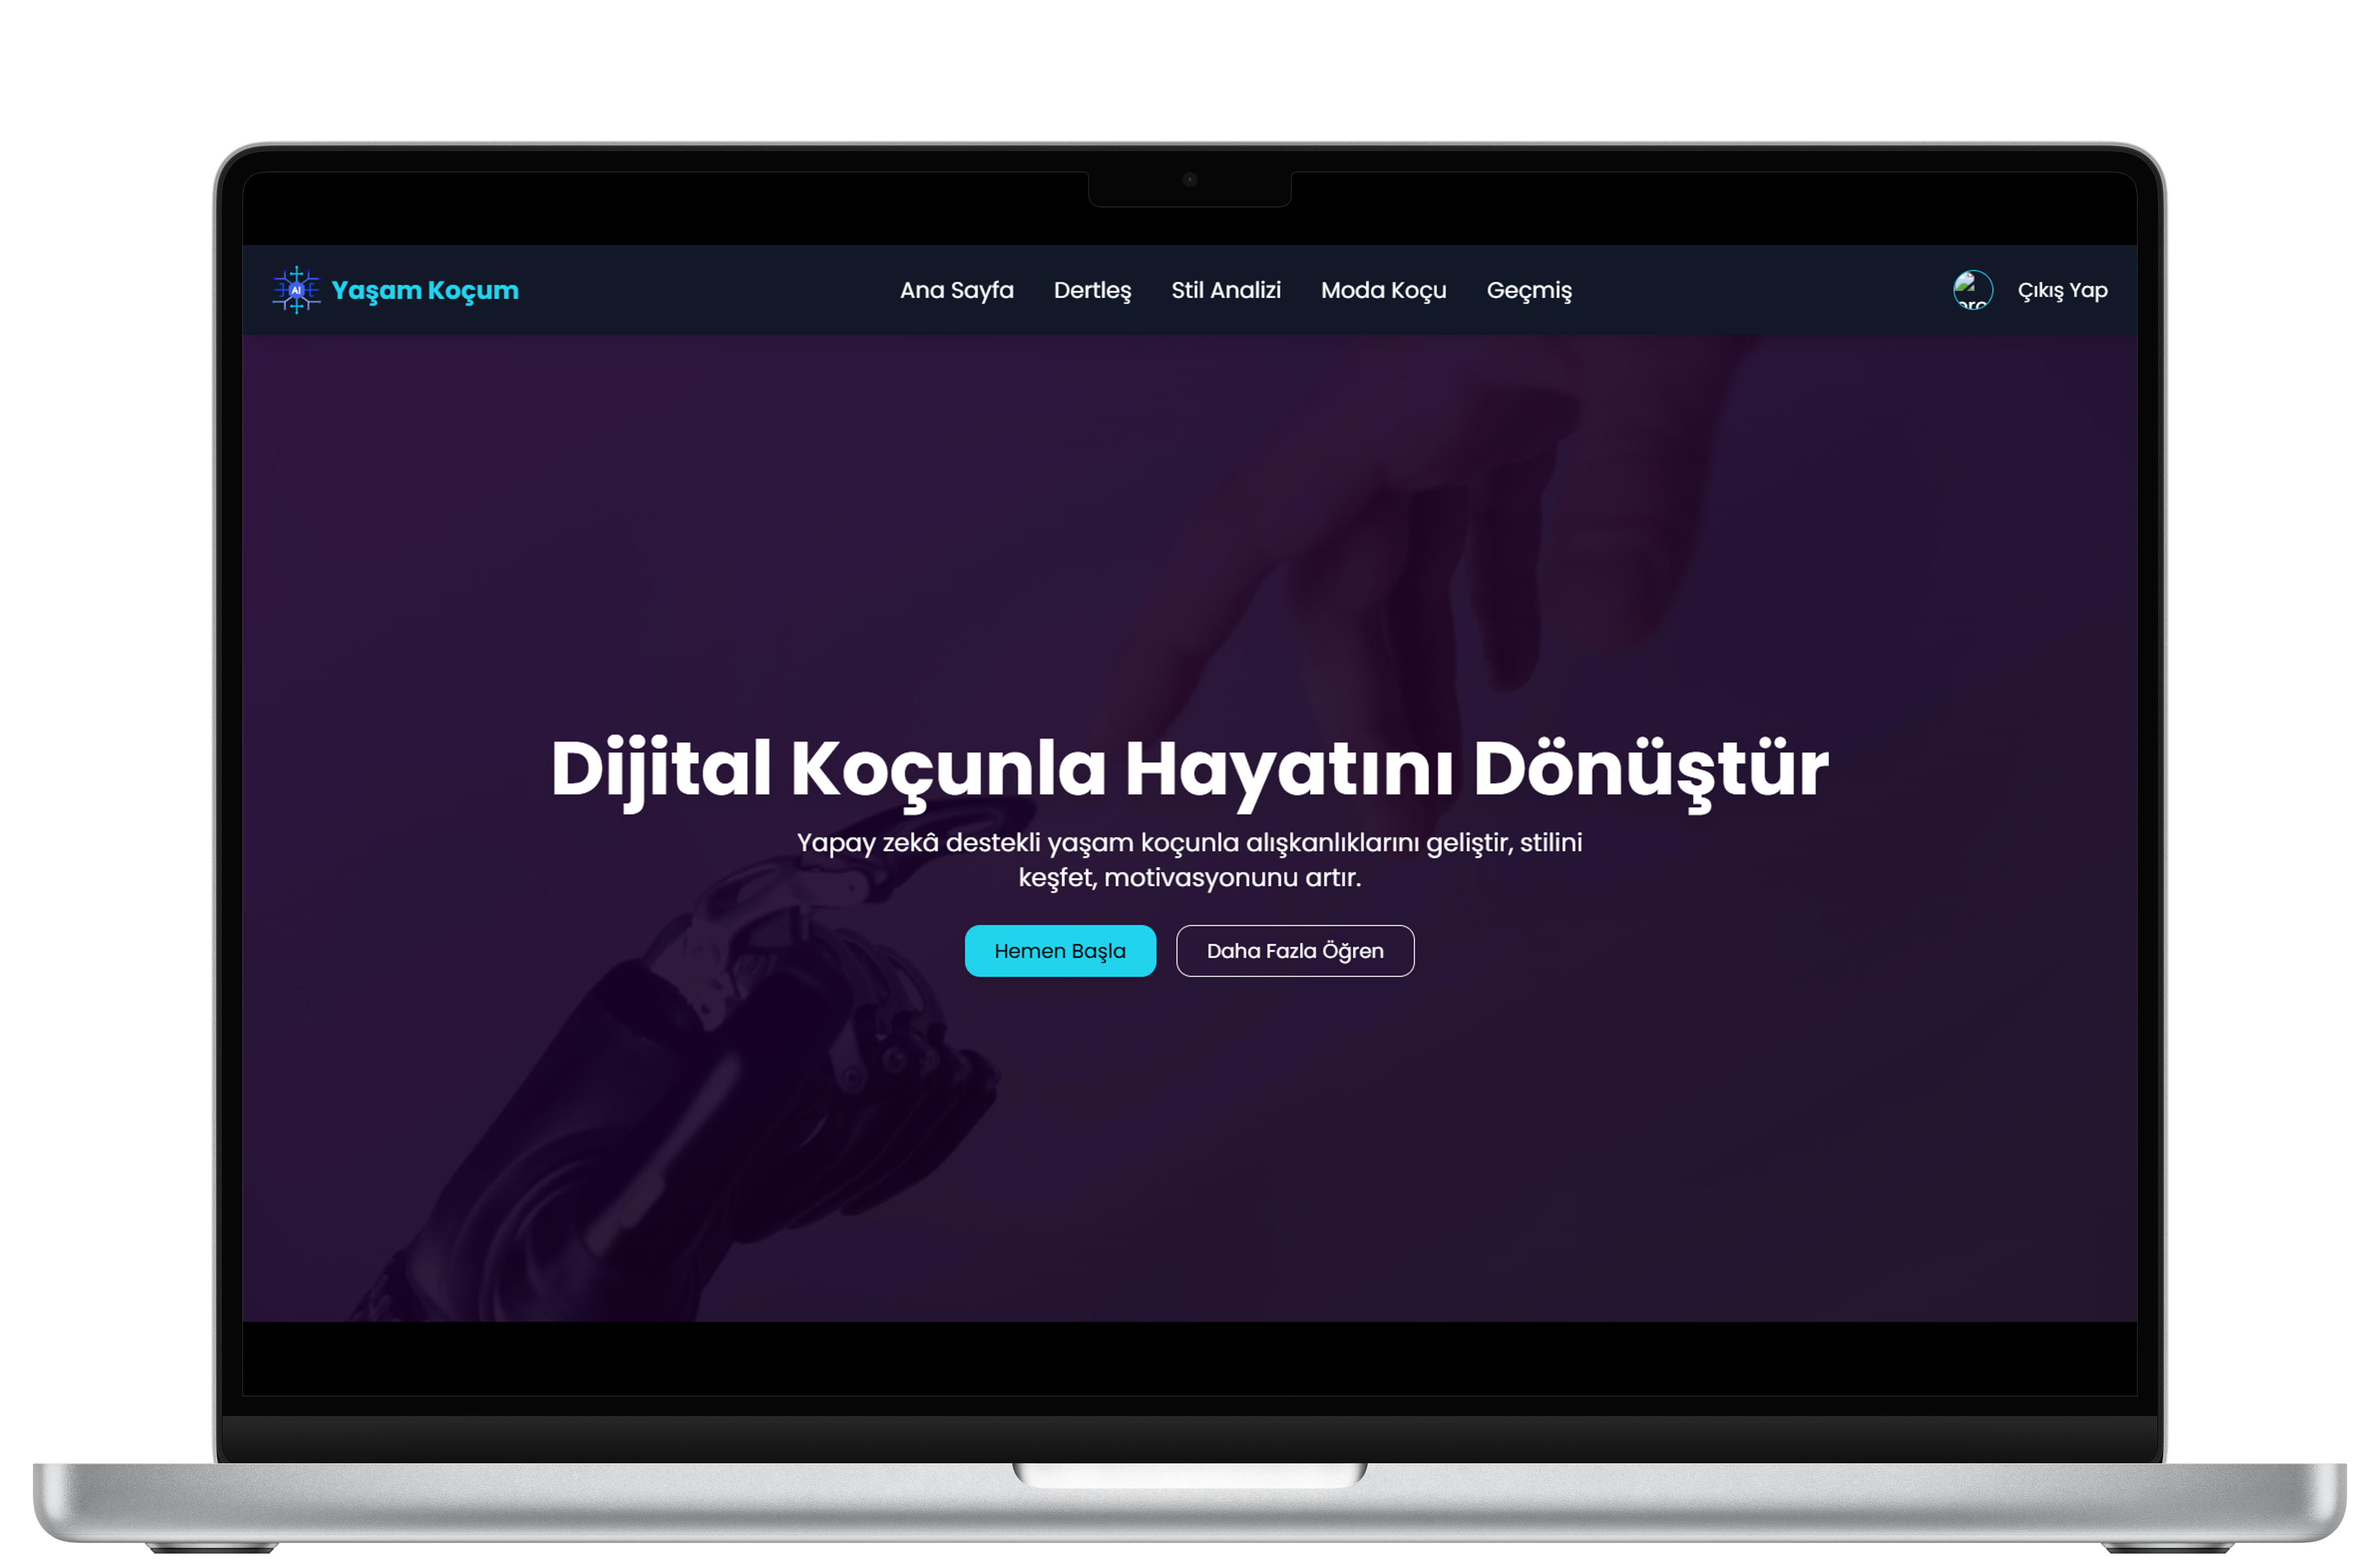 AI
Yaşam Koçum
Ana Sayfa
Dertleş
Stil Analizi
Moda Koçu
Geçmiş
Çıkış Yap
Dijital Koçunla Hayatını Dönüştür
Yapay zekâ destekli yaşam koçunla alışkanlıklarını geliştir, stilini
keşfet, motivasyonunu artır.
Hemen Başla
Daha Fazla Öğren